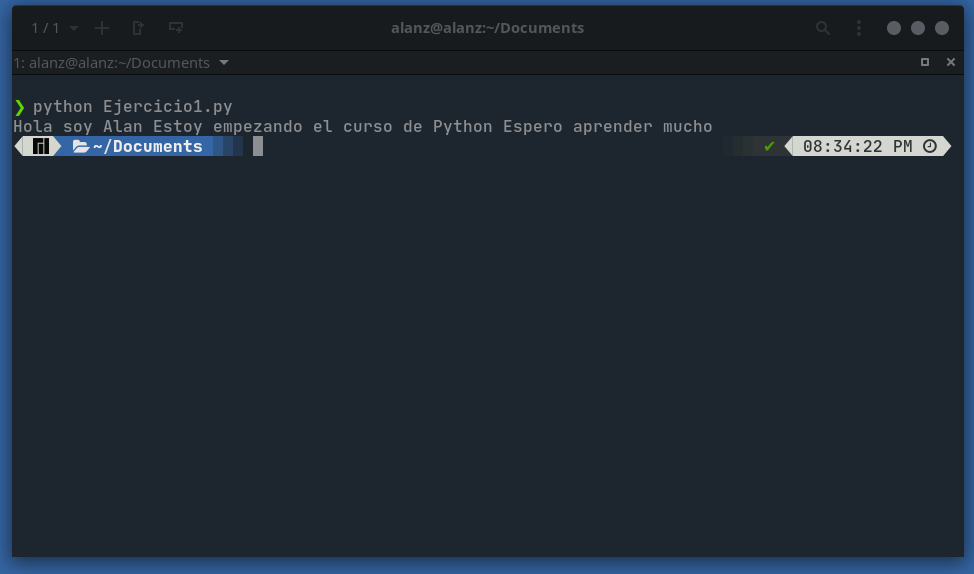 1 / 1
alanz@alanz:~/Documents
1: alanz@alanz:~/Documents
❯ python Ejercicio1.py
Hola soy Alan Estoy empezando el curso de Python Espero aprender mucho
~/Documents ✔ 08:34:22 PM